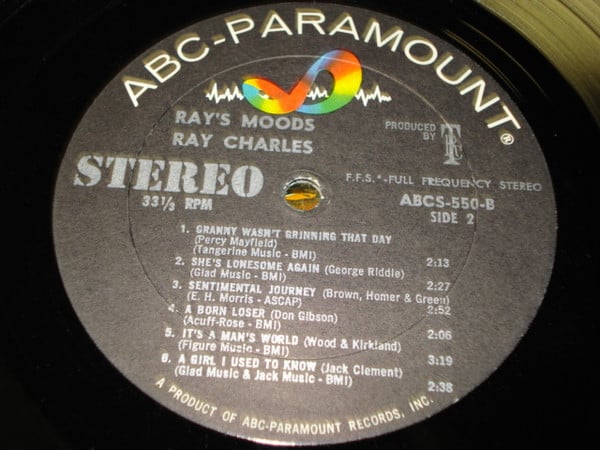 ABC-PARAMOUNT®
RAY'S MOODS
RAY CHARLES
PRODUCED
BY
STEREO
33 1/3 RPM
F.F.S.*-FULL FREQUENCY STEREO
ABCS-550-B
SIDE 2
1. GRANNY WASN'T GRINNING THAT DAY
(Percy Mayfield)
(Tangerine Music - BMI) 2:13
2. SHE'S LONESOME AGAIN (George Riddle)
(Glad Music - BMI) 2:27
3. SENTIMENTAL JOURNEY (Brown, Homer & Green)
(E. H. Morris - ASCAP) 2:52
4. A BORN LOSER (Don Gibson)
(Acuff-Rose - BMI) 2:06
5. IT'S A MAN'S WORLD (Wood & Kirkland)
(Figure Music - BMI) 3:19
6. A GIRL I USED TO KNOW (Jack Clement)
(Glad Music & Jack Music - BMI) 2:38
A PRODUCT OF ABC-PARAMOUNT RECORDS, INC.